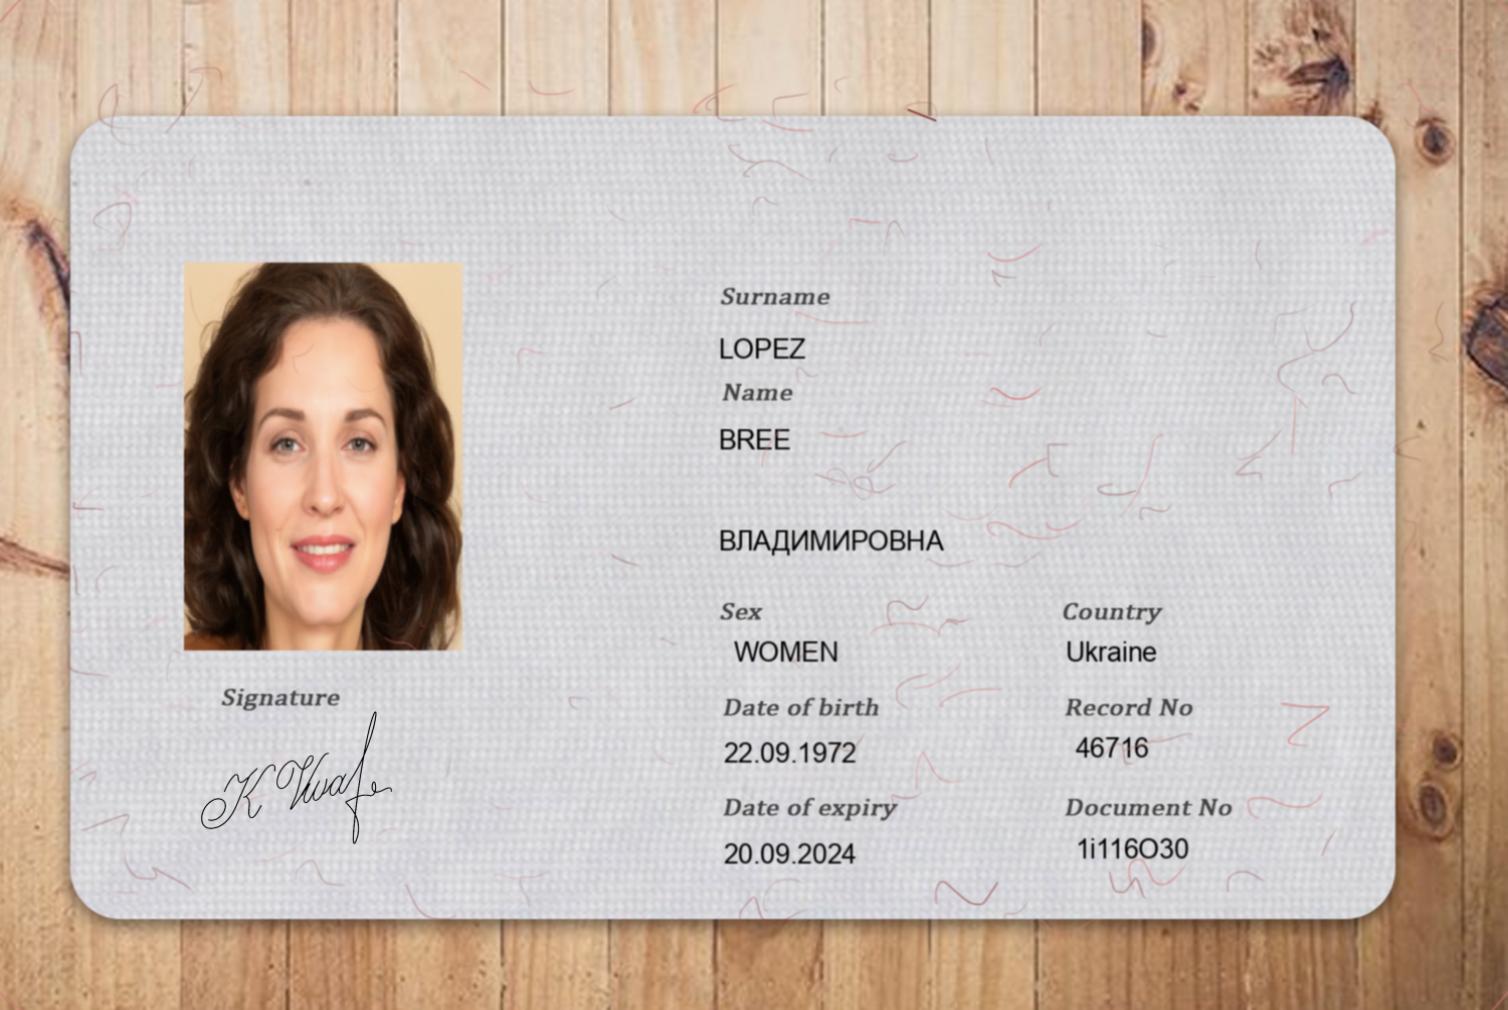 Surname
LOPEZ
Name
BREE
ВЛАДИМИРОВНА
Sex Country
WOMEN Ukraine
Signature
Date of birth Record No
22.09.1972 46716
Date of expiry Document No
20.09.2024 1i116O30